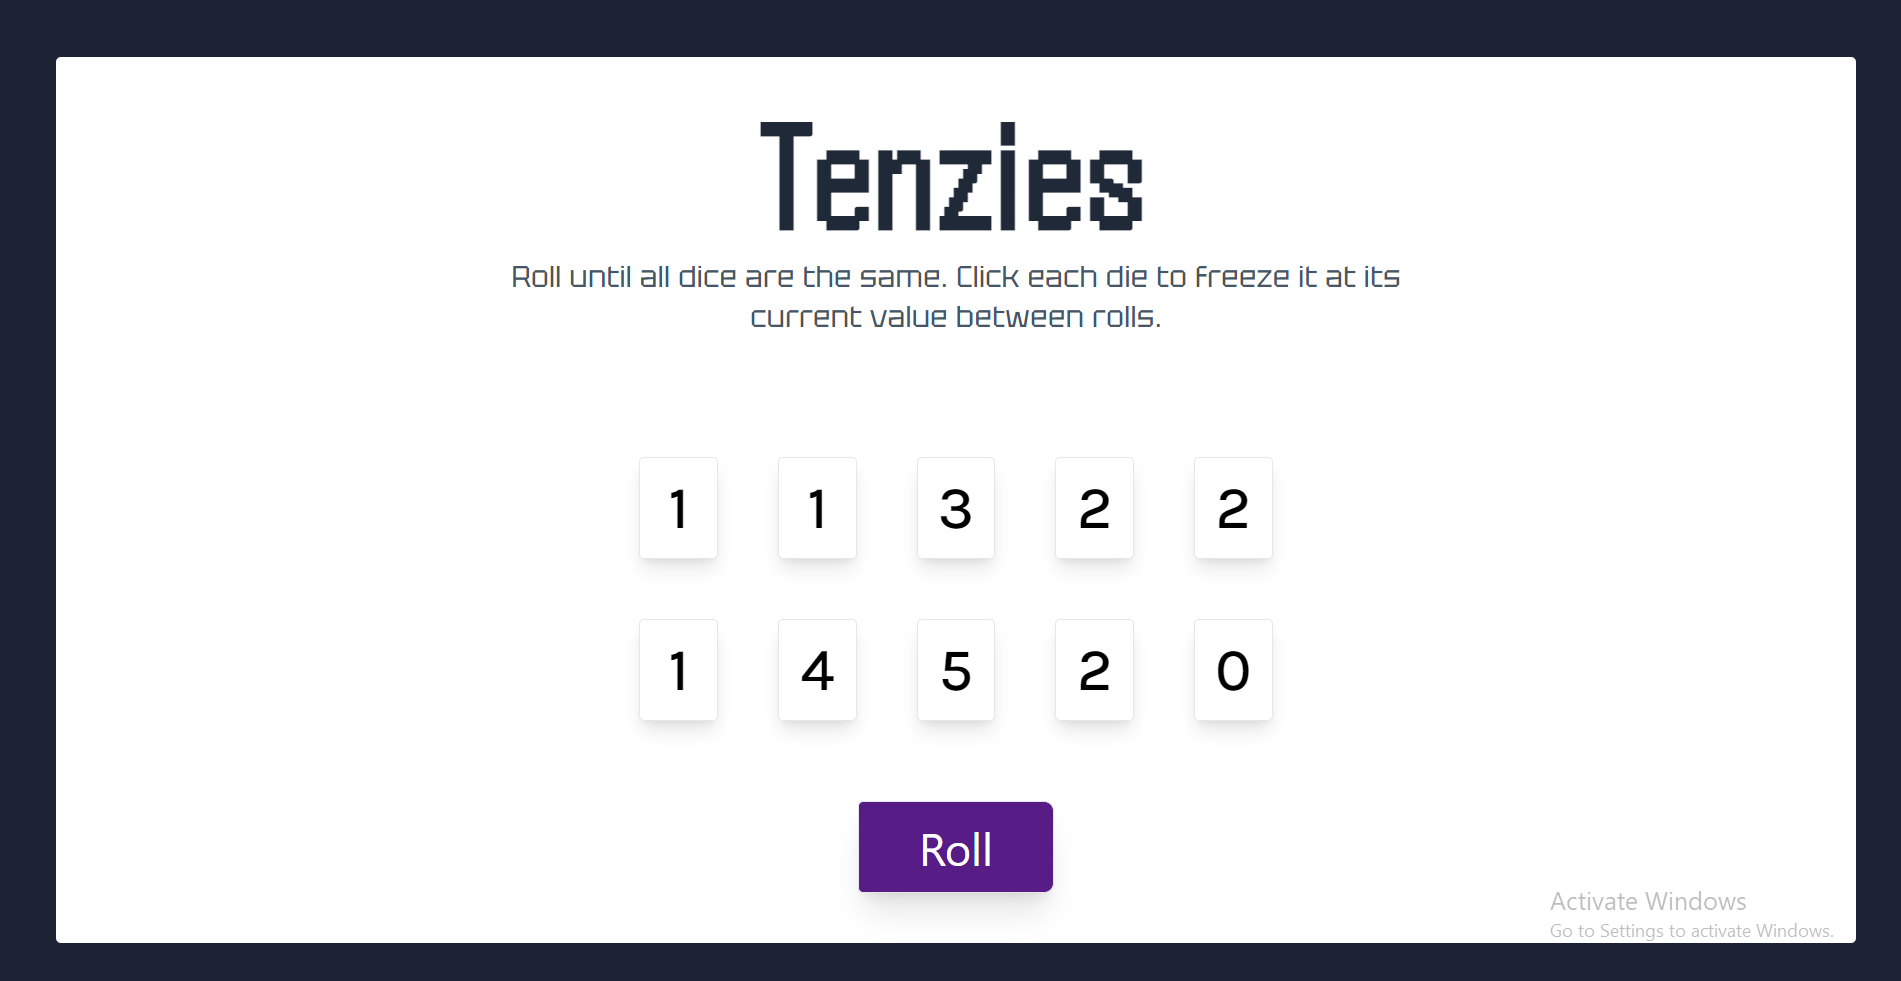 Tenzies
Roll until all dice are the same. Click each die to freeze it at its
current value between rolls.
1 1 3 2 2
1 4 5 2 0
Roll
Activate Windows
Go to Settings to activate Windows.